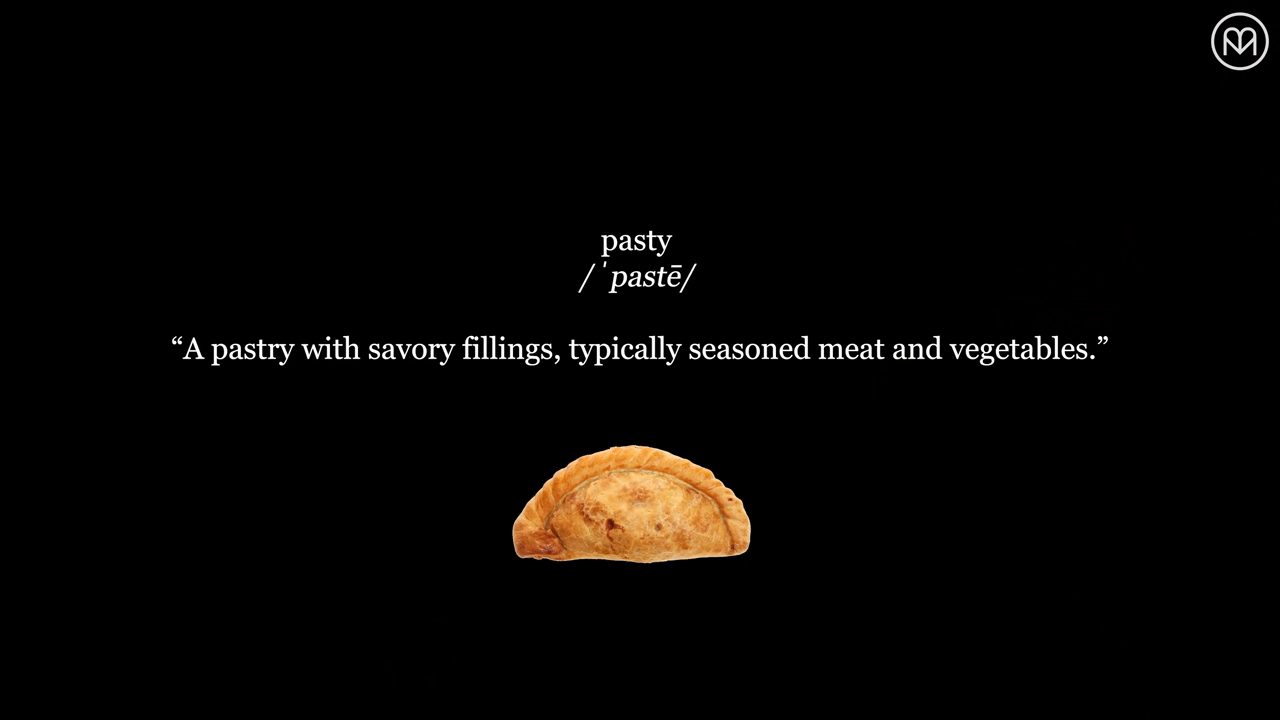 pasty
/ˈpastē/
“A pastry with savory fillings, typically seasoned meat and vegetables.”